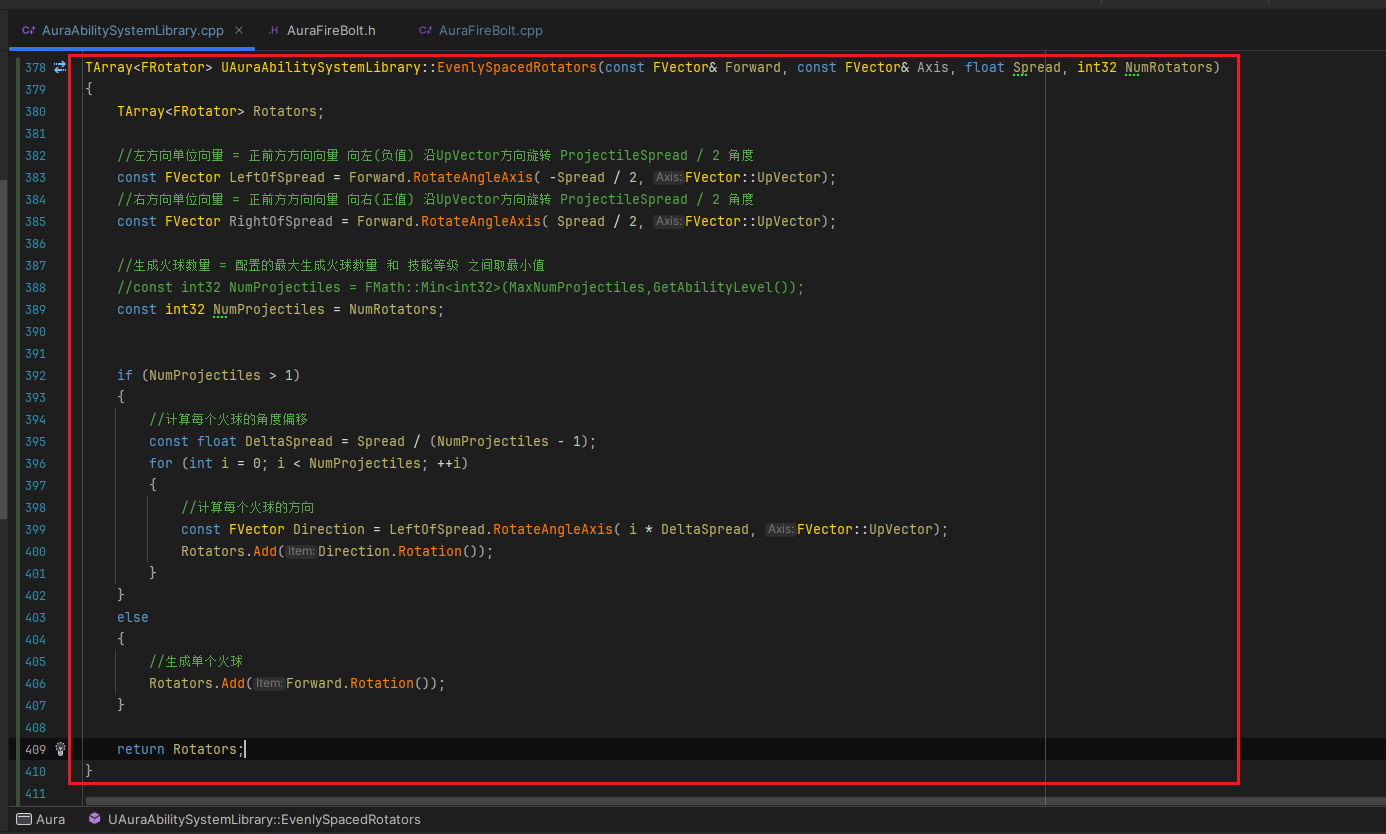 AuraAbilitySystemLibrary.cpp × AuraFireBolt.h AuraFireBolt.cpp
378 TArray<FRotator> UAuraAbilitySystemLibrary::EvenlySpacedRotators(const FVector& Forward, const FVector& Axis, float Spread, int32 NumRotators)
379 {
380 TArray<FRotator> Rotators;
381
382 //左方向单位向量 = 正前方方向向量 向左(负值) 沿UpVector方向旋转 ProjectileSpread / 2 角度
383 const FVector LeftOfSpread = Forward.RotateAngleAxis( -Spread / 2, Axis: FVector::UpVector);
384 //右方向单位向量 = 正前方方向向量 向右(正值) 沿UpVector方向旋转 ProjectileSpread / 2 角度
385 const FVector RightOfSpread = Forward.RotateAngleAxis( Spread / 2, Axis: FVector::UpVector);
386
387 //生成火球数量 = 配置的最大生成火球数量 和 技能等级 之间取最小值
388 //const int32 NumProjectiles = FMath::Min<int32>(MaxNumProjectiles,GetAbilityLevel());
389 const int32 NumProjectiles = NumRotators;
390
391
392 if (NumProjectiles > 1)
393 {
394 //计算每个火球的角度偏移
395 const float DeltaSpread = Spread / (NumProjectiles - 1);
396 for (int i = 0; i < NumProjectiles; ++i)
397 {
398 //计算每个火球的方向
399 const FVector Direction = LeftOfSpread.RotateAngleAxis( i * DeltaSpread, Axis: FVector::UpVector);
400 Rotators.Add( Item: Direction.Rotation());
401 }
402 }
403 else
404 {
405 //生成单个火球
406 Rotators.Add( Item: Forward.Rotation());
407 }
408
409 return Rotators;
410 }
411
Aura UAuraAbilitySystemLibrary::EvenlySpacedRotators